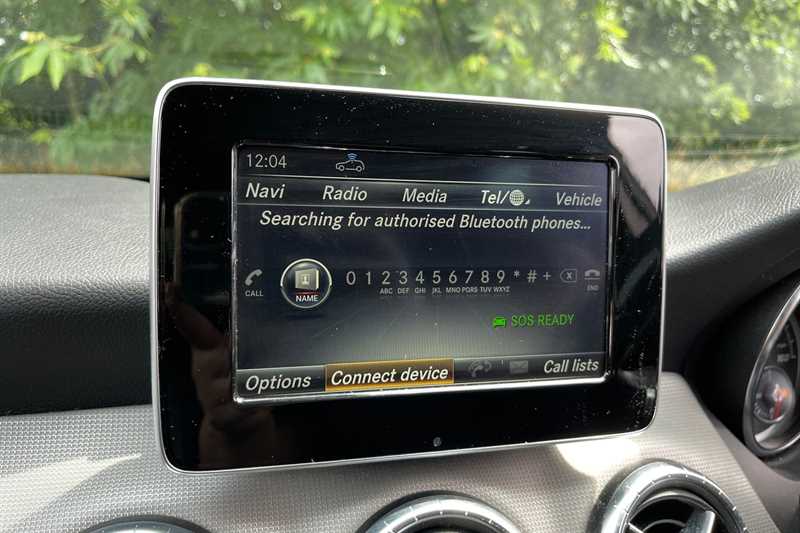 12:04
Navi Radio Media Tel/ Vehicle
Searching for authorised Bluetooth phones...
CALL NAME 0 1 2 3 4 5 6 7 8 9 * # + END
ABC DEF GHI JKL MNO PQRS TUV WXYZ
SOS READY
Options Connect device Call lists